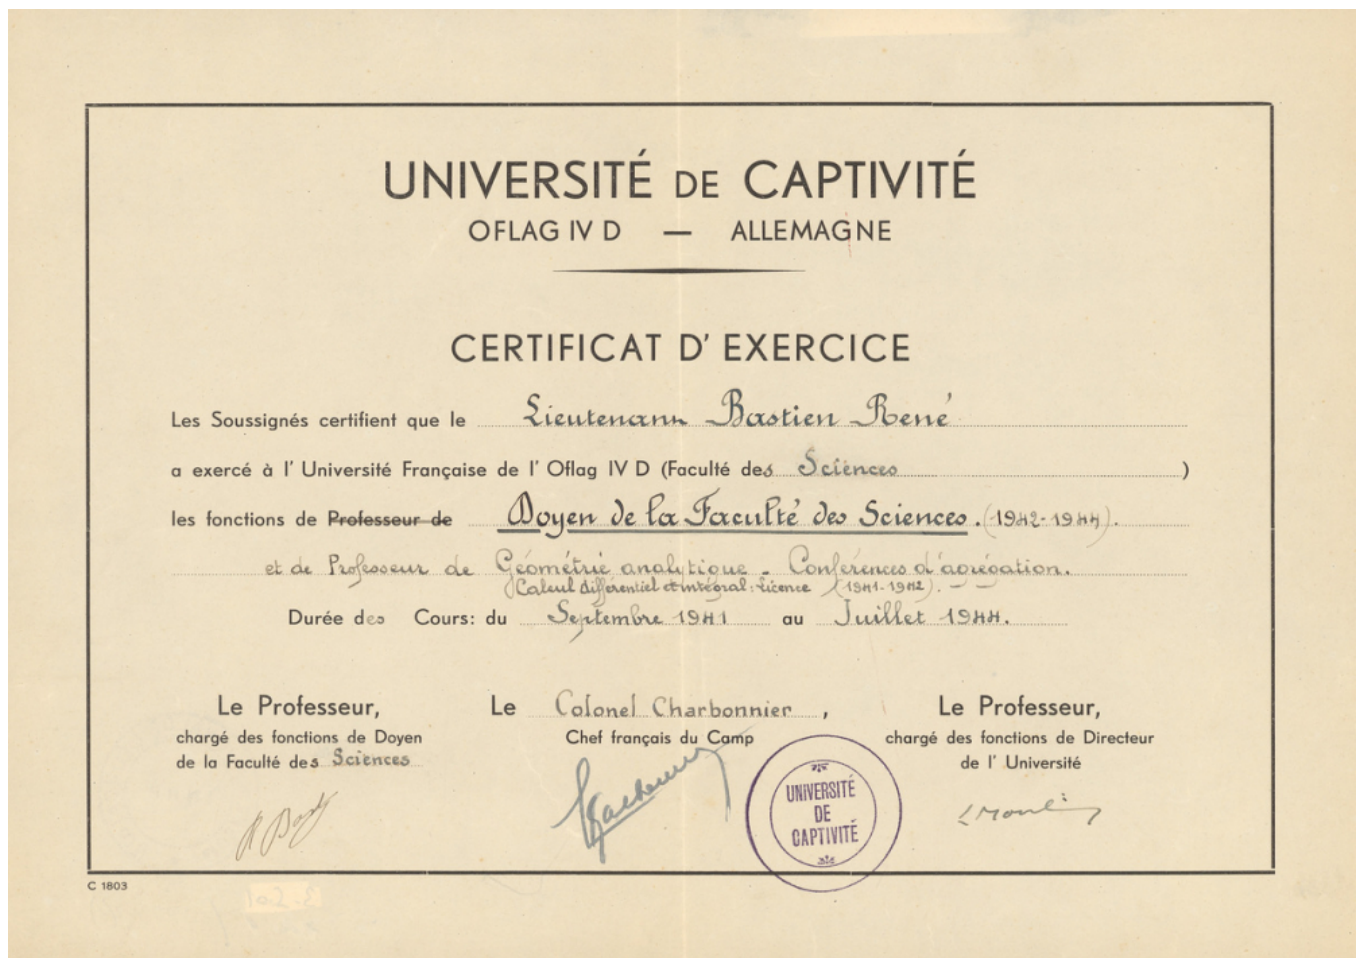 UNIVERSITÉ DE CAPTIVITÉ
OFLAG IV D — ALLEMAGNE
CERTIFICAT D' EXERCICE
Les Soussignés certifient que le Lieutenant Bastien René
a exercé à l' Université Française de l' Oflag IV D (Faculté des Sciences)
les fonctions de Professeur de Doyen de la Faculté des Sciences. (1942-1944).
et de Professeur de Géométrie analytique - Conférences d'agrégation.
Calcul différentiel et intégral: Licence (1941-1942).
Durée des Cours: du Septembre 1941 au Juillet 1944.
Le Professeur,
chargé des fonctions de Doyen
de la Faculté des Sciences
Le Colonel Charbonnier,
Chef français du Camp
Le Professeur,
chargé des fonctions de Directeur
de l' Université
UNIVERSITÉ
DE
CAPTIVITÉ
C 1803